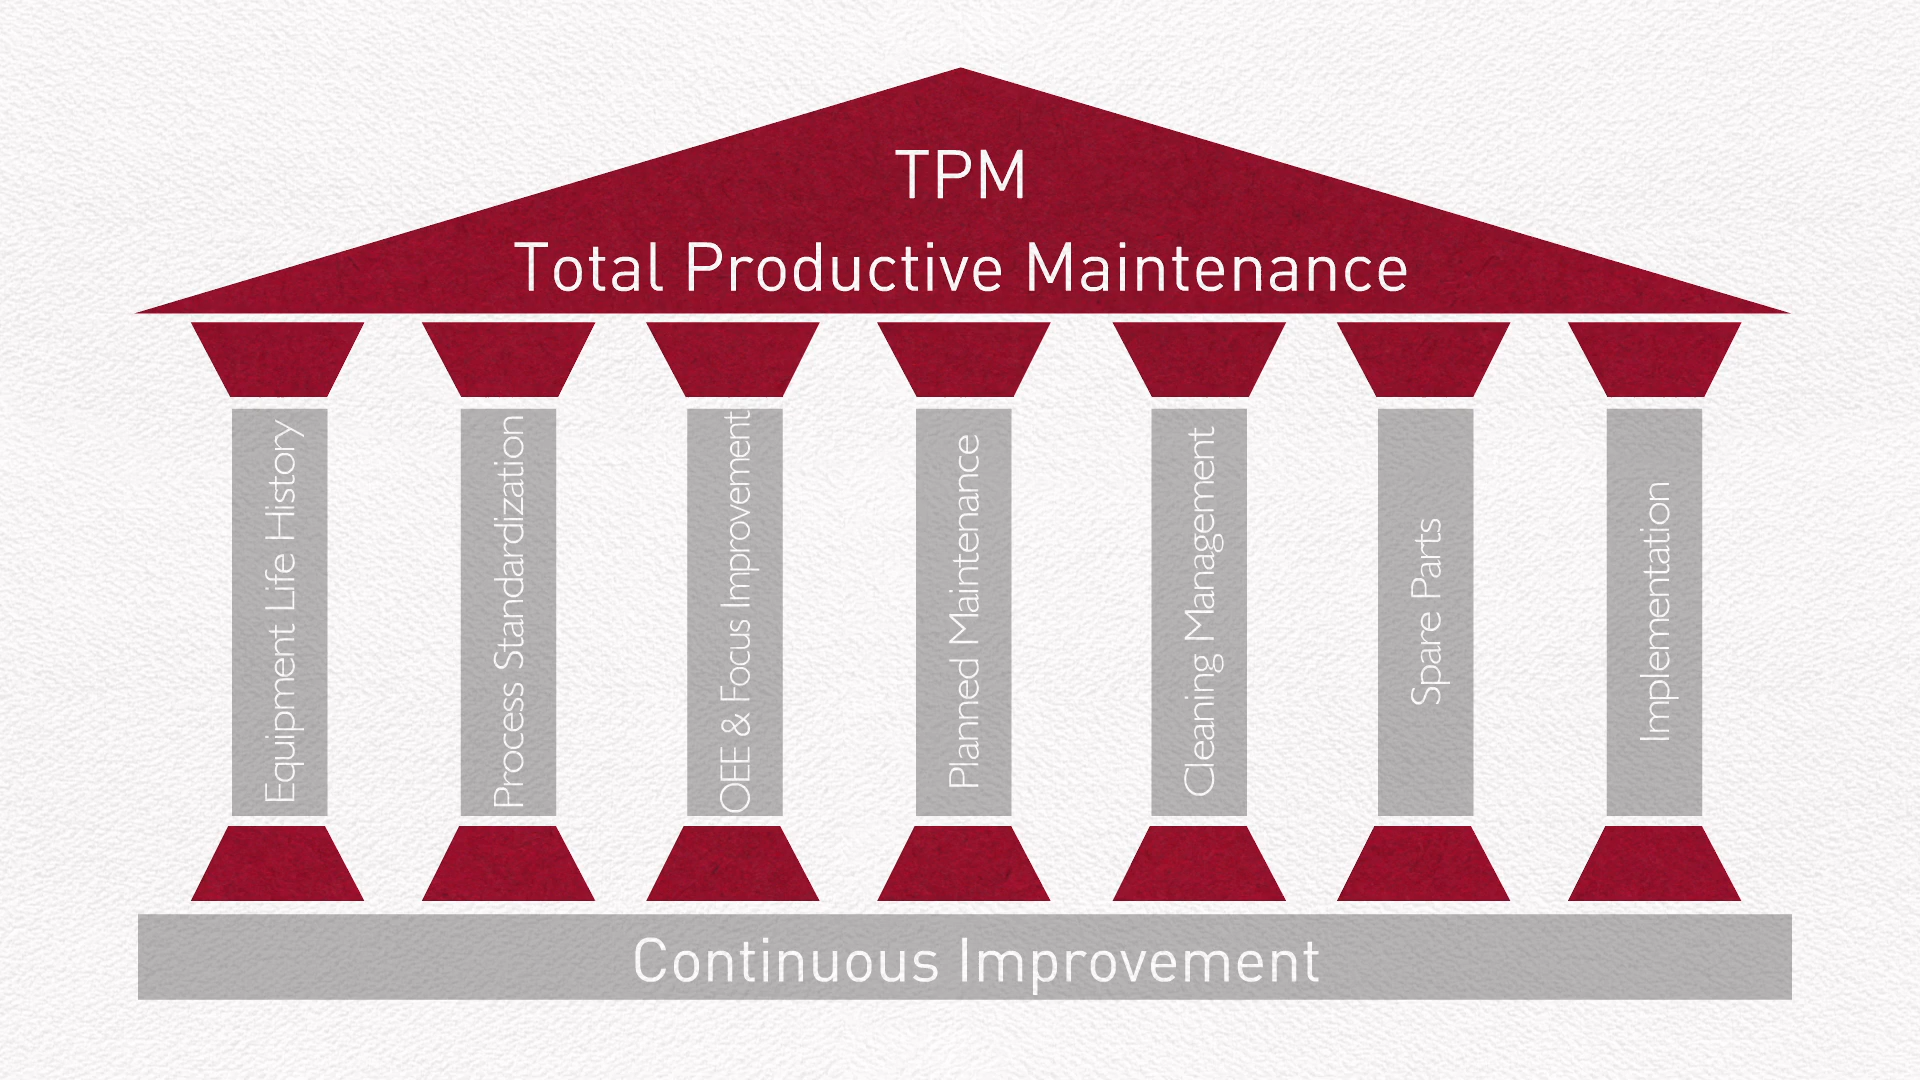 TPM
Total Productive Maintenance
Equipment Life History
Process Standardization
OEE & Focus Improvement
Planned Maintenance
Cleaning Management
Spare Parts
Implementation
Continuous Improvement